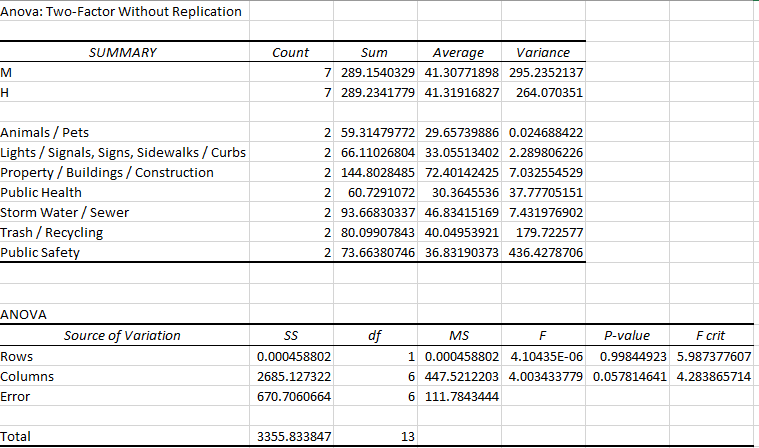 Anova: Two-Factor Without Replication
SUMMARY Count Sum Average Variance
M 7 289.1540329 41.30771898 295.2352137
H 7 289.2341779 41.31916827 264.070351
Animals / Pets 2 59.31479772 29.65739886 0.024688422
Lights / Signals, Signs, Sidewalks / Curbs 2 66.11026804 33.05513402 2.289806226
Property / Buildings / Construction 2 144.8028485 72.40142425 7.032554529
Public Health 2 60.7291072 30.3645536 37.77705151
Storm Water / Sewer 2 93.66830337 46.83415169 7.431976902
Trash / Recycling 2 80.09907843 40.04953921 179.722577
Public Safety 2 73.66380746 36.83190373 436.4278706
ANOVA
Source of Variation SS df MS F P-value F crit
Rows 0.000458802 1 0.000458802 4.10435E-06 0.99844923 5.987377607
Columns 2685.127322 6 447.5212203 4.003433779 0.057814641 4.283865714
Error 670.7060664 6 111.7843444
Total 3355.833847 13